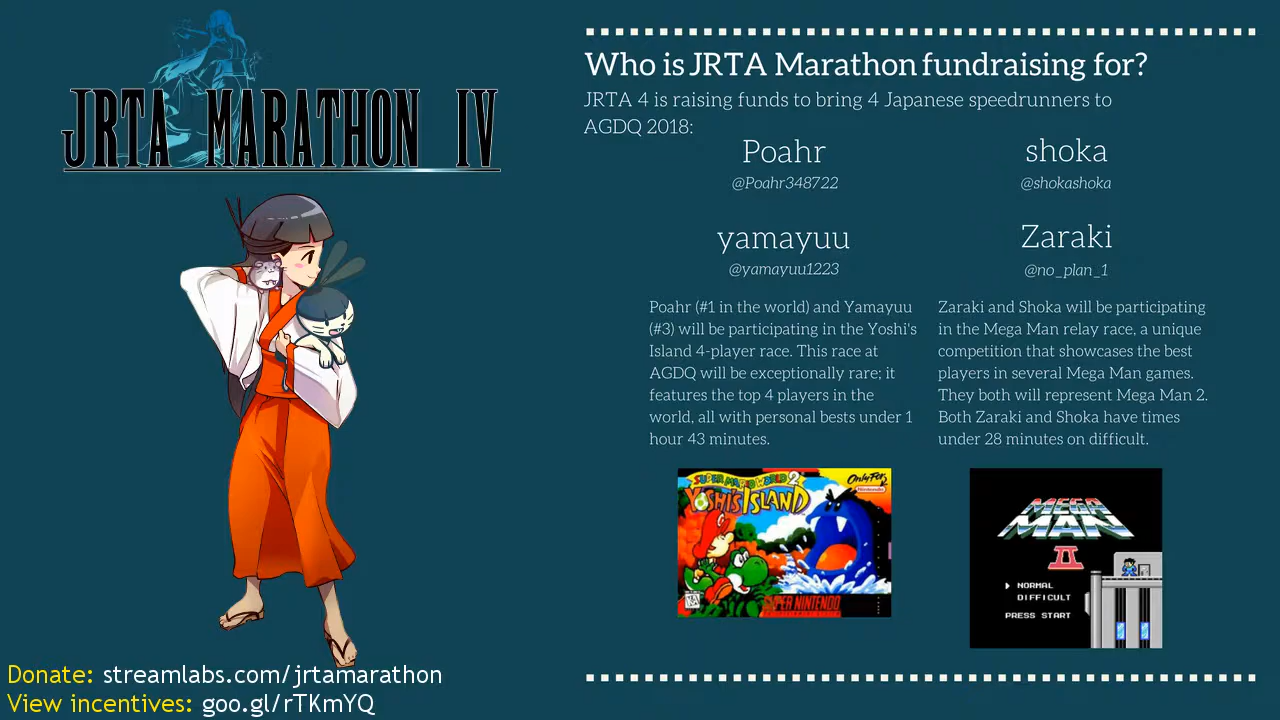 JRTA MARATHON IV
Who is JRTA Marathon fundraising for?
JRTA 4 is raising funds to bring 4 Japanese speedrunners to
AGDQ 2018:
Poahr
@Poahr348722
shoka
@shokashoka
yamayuu
@yamayuu1223
Zaraki
@no_plan_1
Poahr (#1 in the world) and Yamayuu
(#3) will be participating in the Yoshi's
Island 4-player race. This race at
AGDQ will be exceptionally rare; it
features the top 4 players in the
world, all with personal bests under 1
hour 43 minutes.
Zaraki and Shoka will be participating
in the Mega Man relay race, a unique
competition that showcases the best
players in several Mega Man games.
They both will represent Mega Man 2.
Both Zaraki and Shoka have times
under 28 minutes on difficult.
SUPER MARIO WORLD 2
YOSHI'S ISLAND
Only For
Nintendo
SUPER NINTENDO
MEGA
MAN
II
NORMAL
DIFFICULT
PRESS START
Donate: streamlabs.com/jrtamarathon
View incentives: goo.gl/rTKmYQ